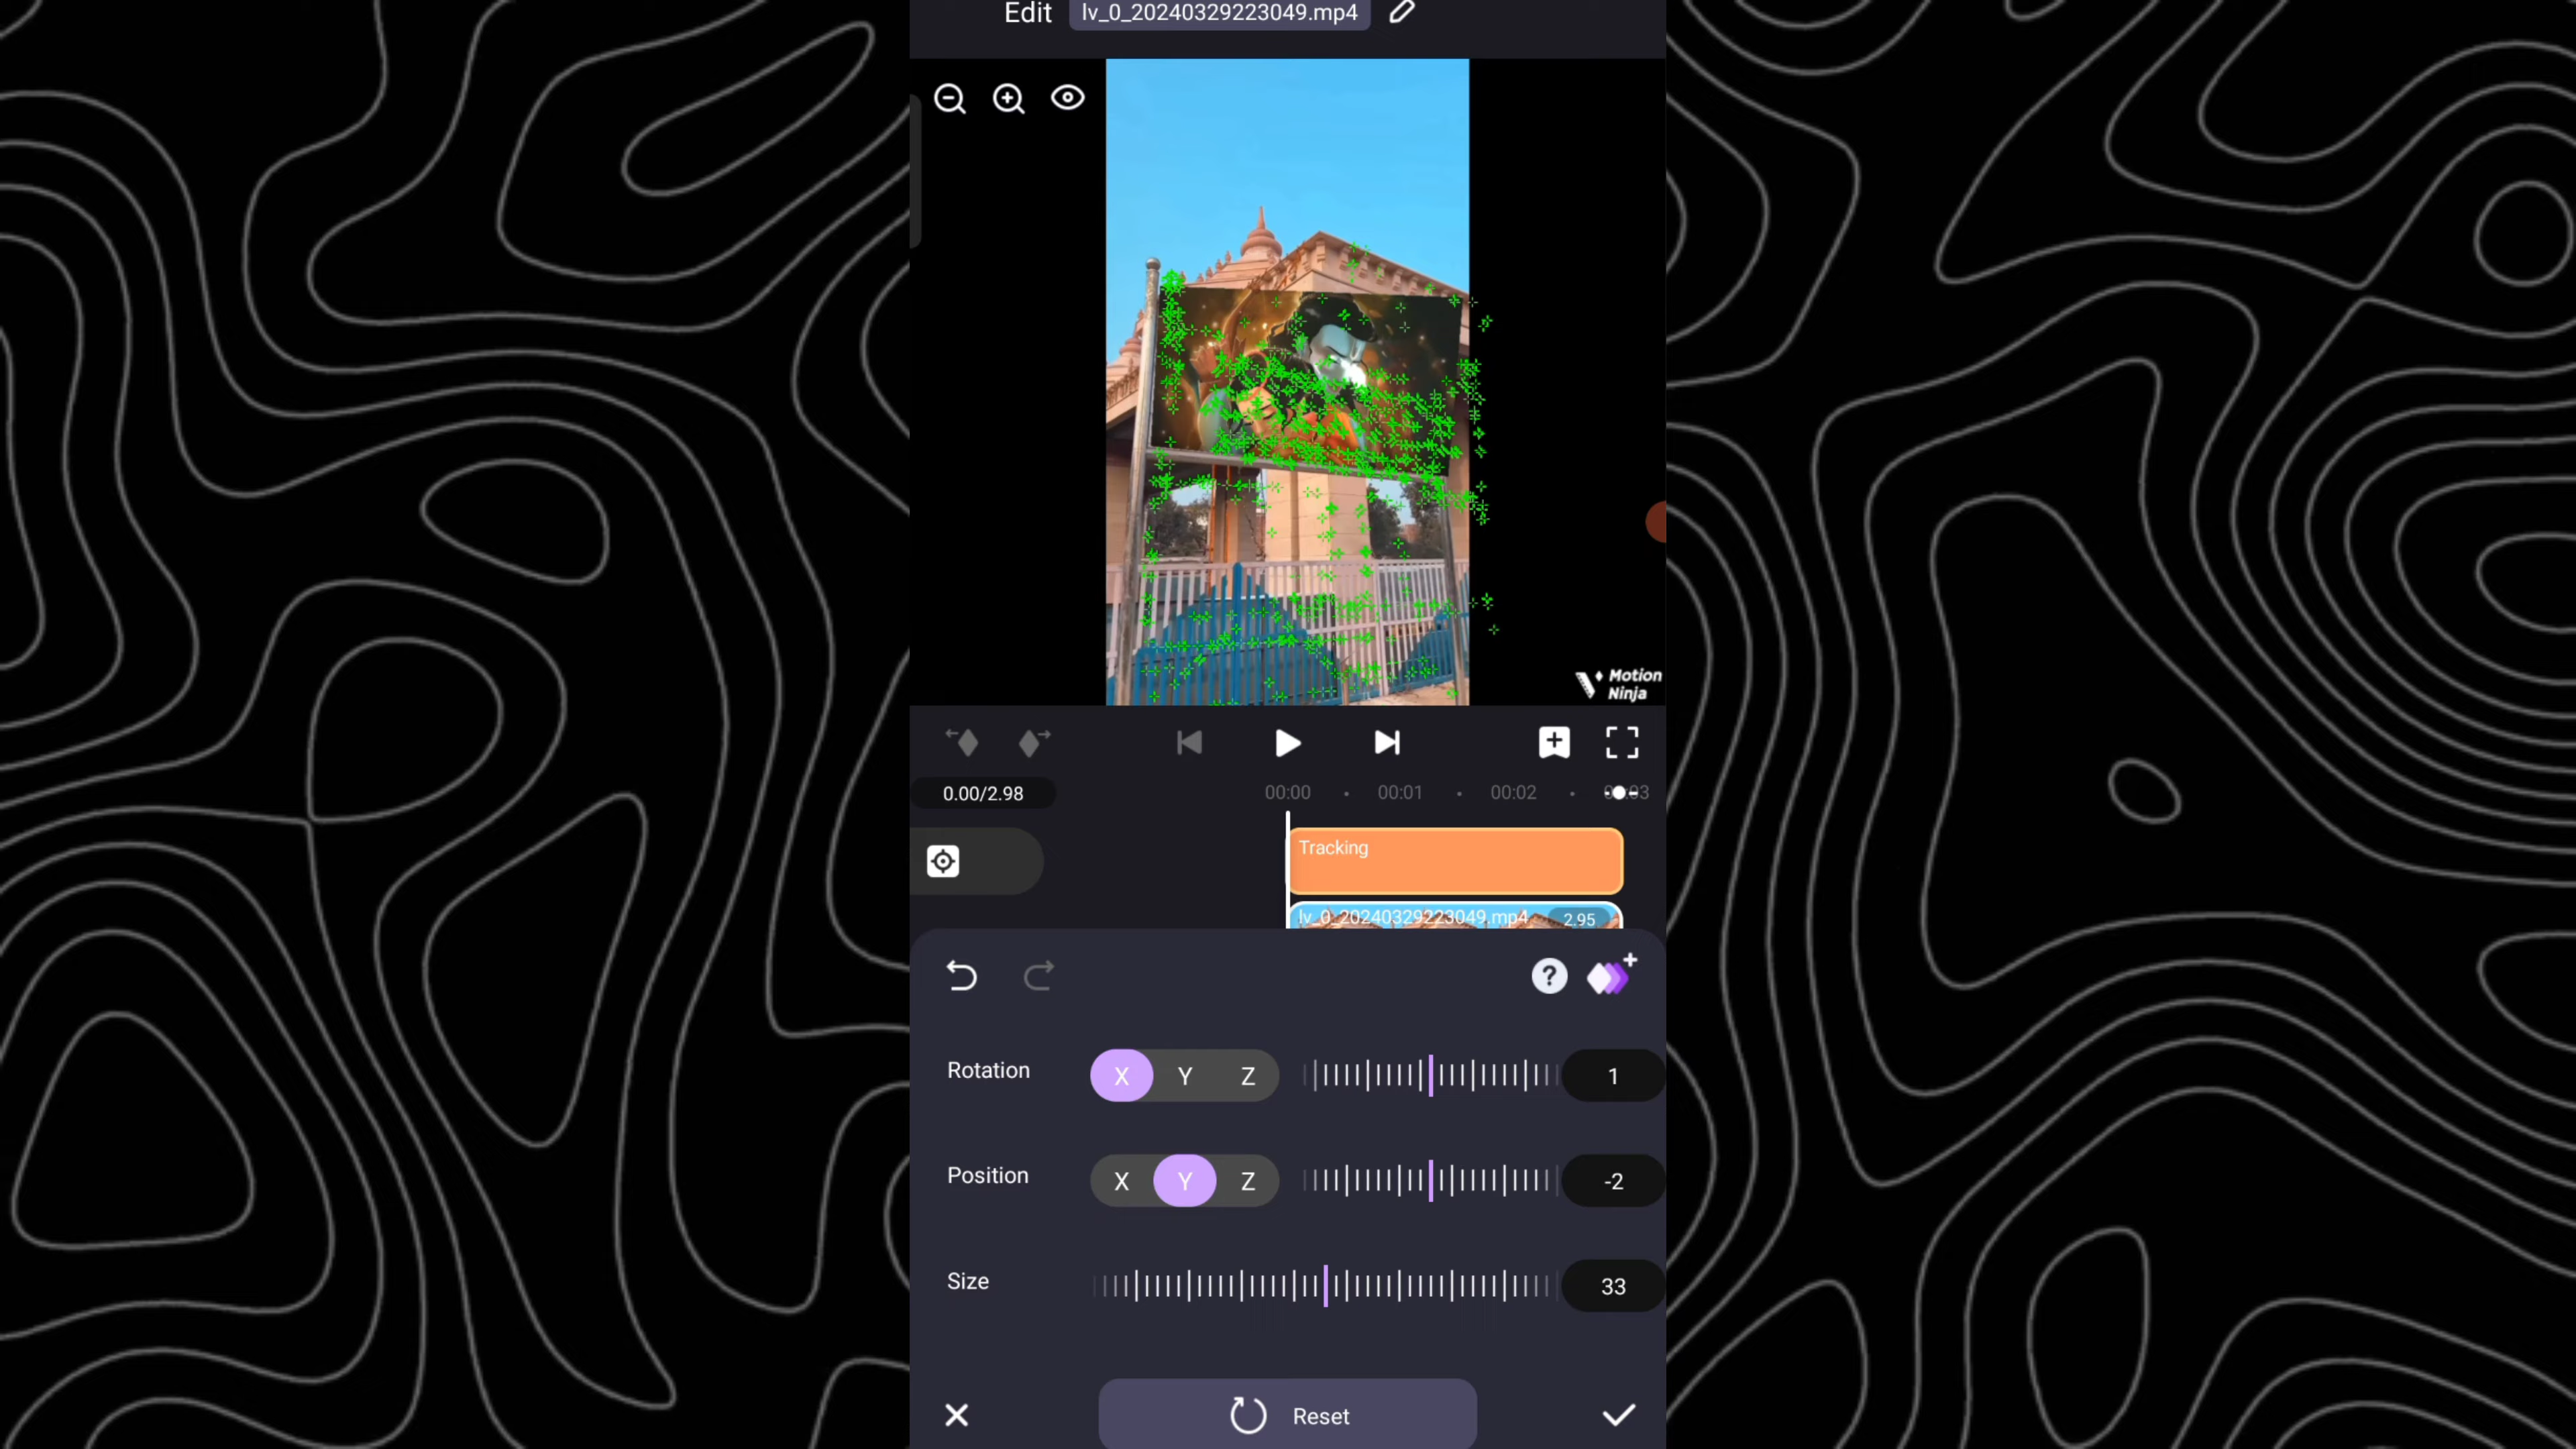 Edit lv_0_20240329223049.mp4
Motion
Ninja
0.00/2.98 00:00 00:01 00:02
Tracking
lv_0_20240329223049.mp4 2.95
?
Rotation X Y Z 1
Position X Y Z -2
Size 33
Reset